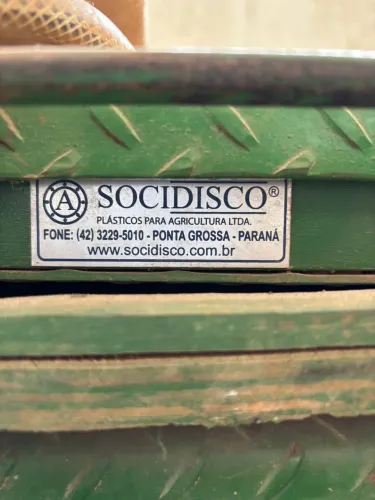 A SOCIDISCO®
PLÁSTICOS PARA AGRICULTURA LTDA.
FONE: (42) 3229-5010 - PONTA GROSSA - PARANÁ
www.socidisco.com.br